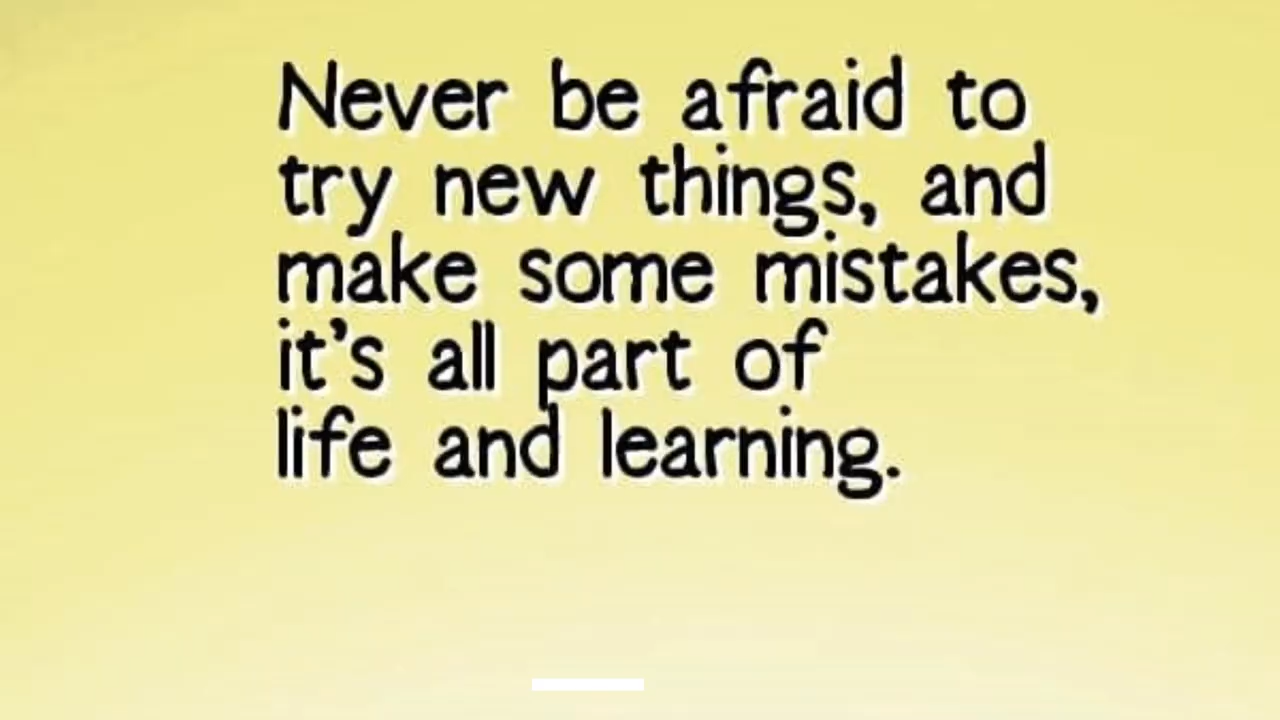 Never be afraid to
try new things, and
make some mistakes,
it's all part of
life and learning.